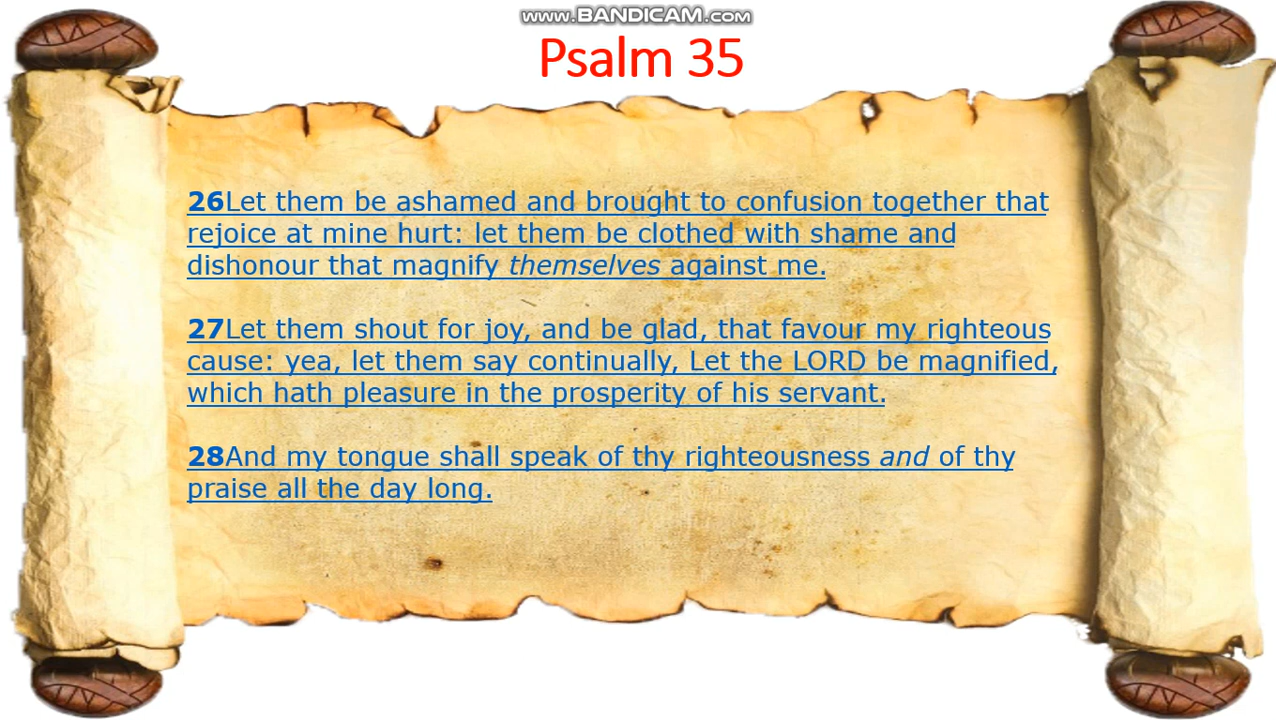 www.BANDICAM.com
Psalm 35
26Let them be ashamed and brought to confusion together that
rejoice at mine hurt: let them be clothed with shame and
dishonour that magnify themselves against me.
27Let them shout for joy, and be glad, that favour my righteous
cause: yea, let them say continually, Let the LORD be magnified,
which hath pleasure in the prosperity of his servant.
28And my tongue shall speak of thy righteousness and of thy
praise all the day long.